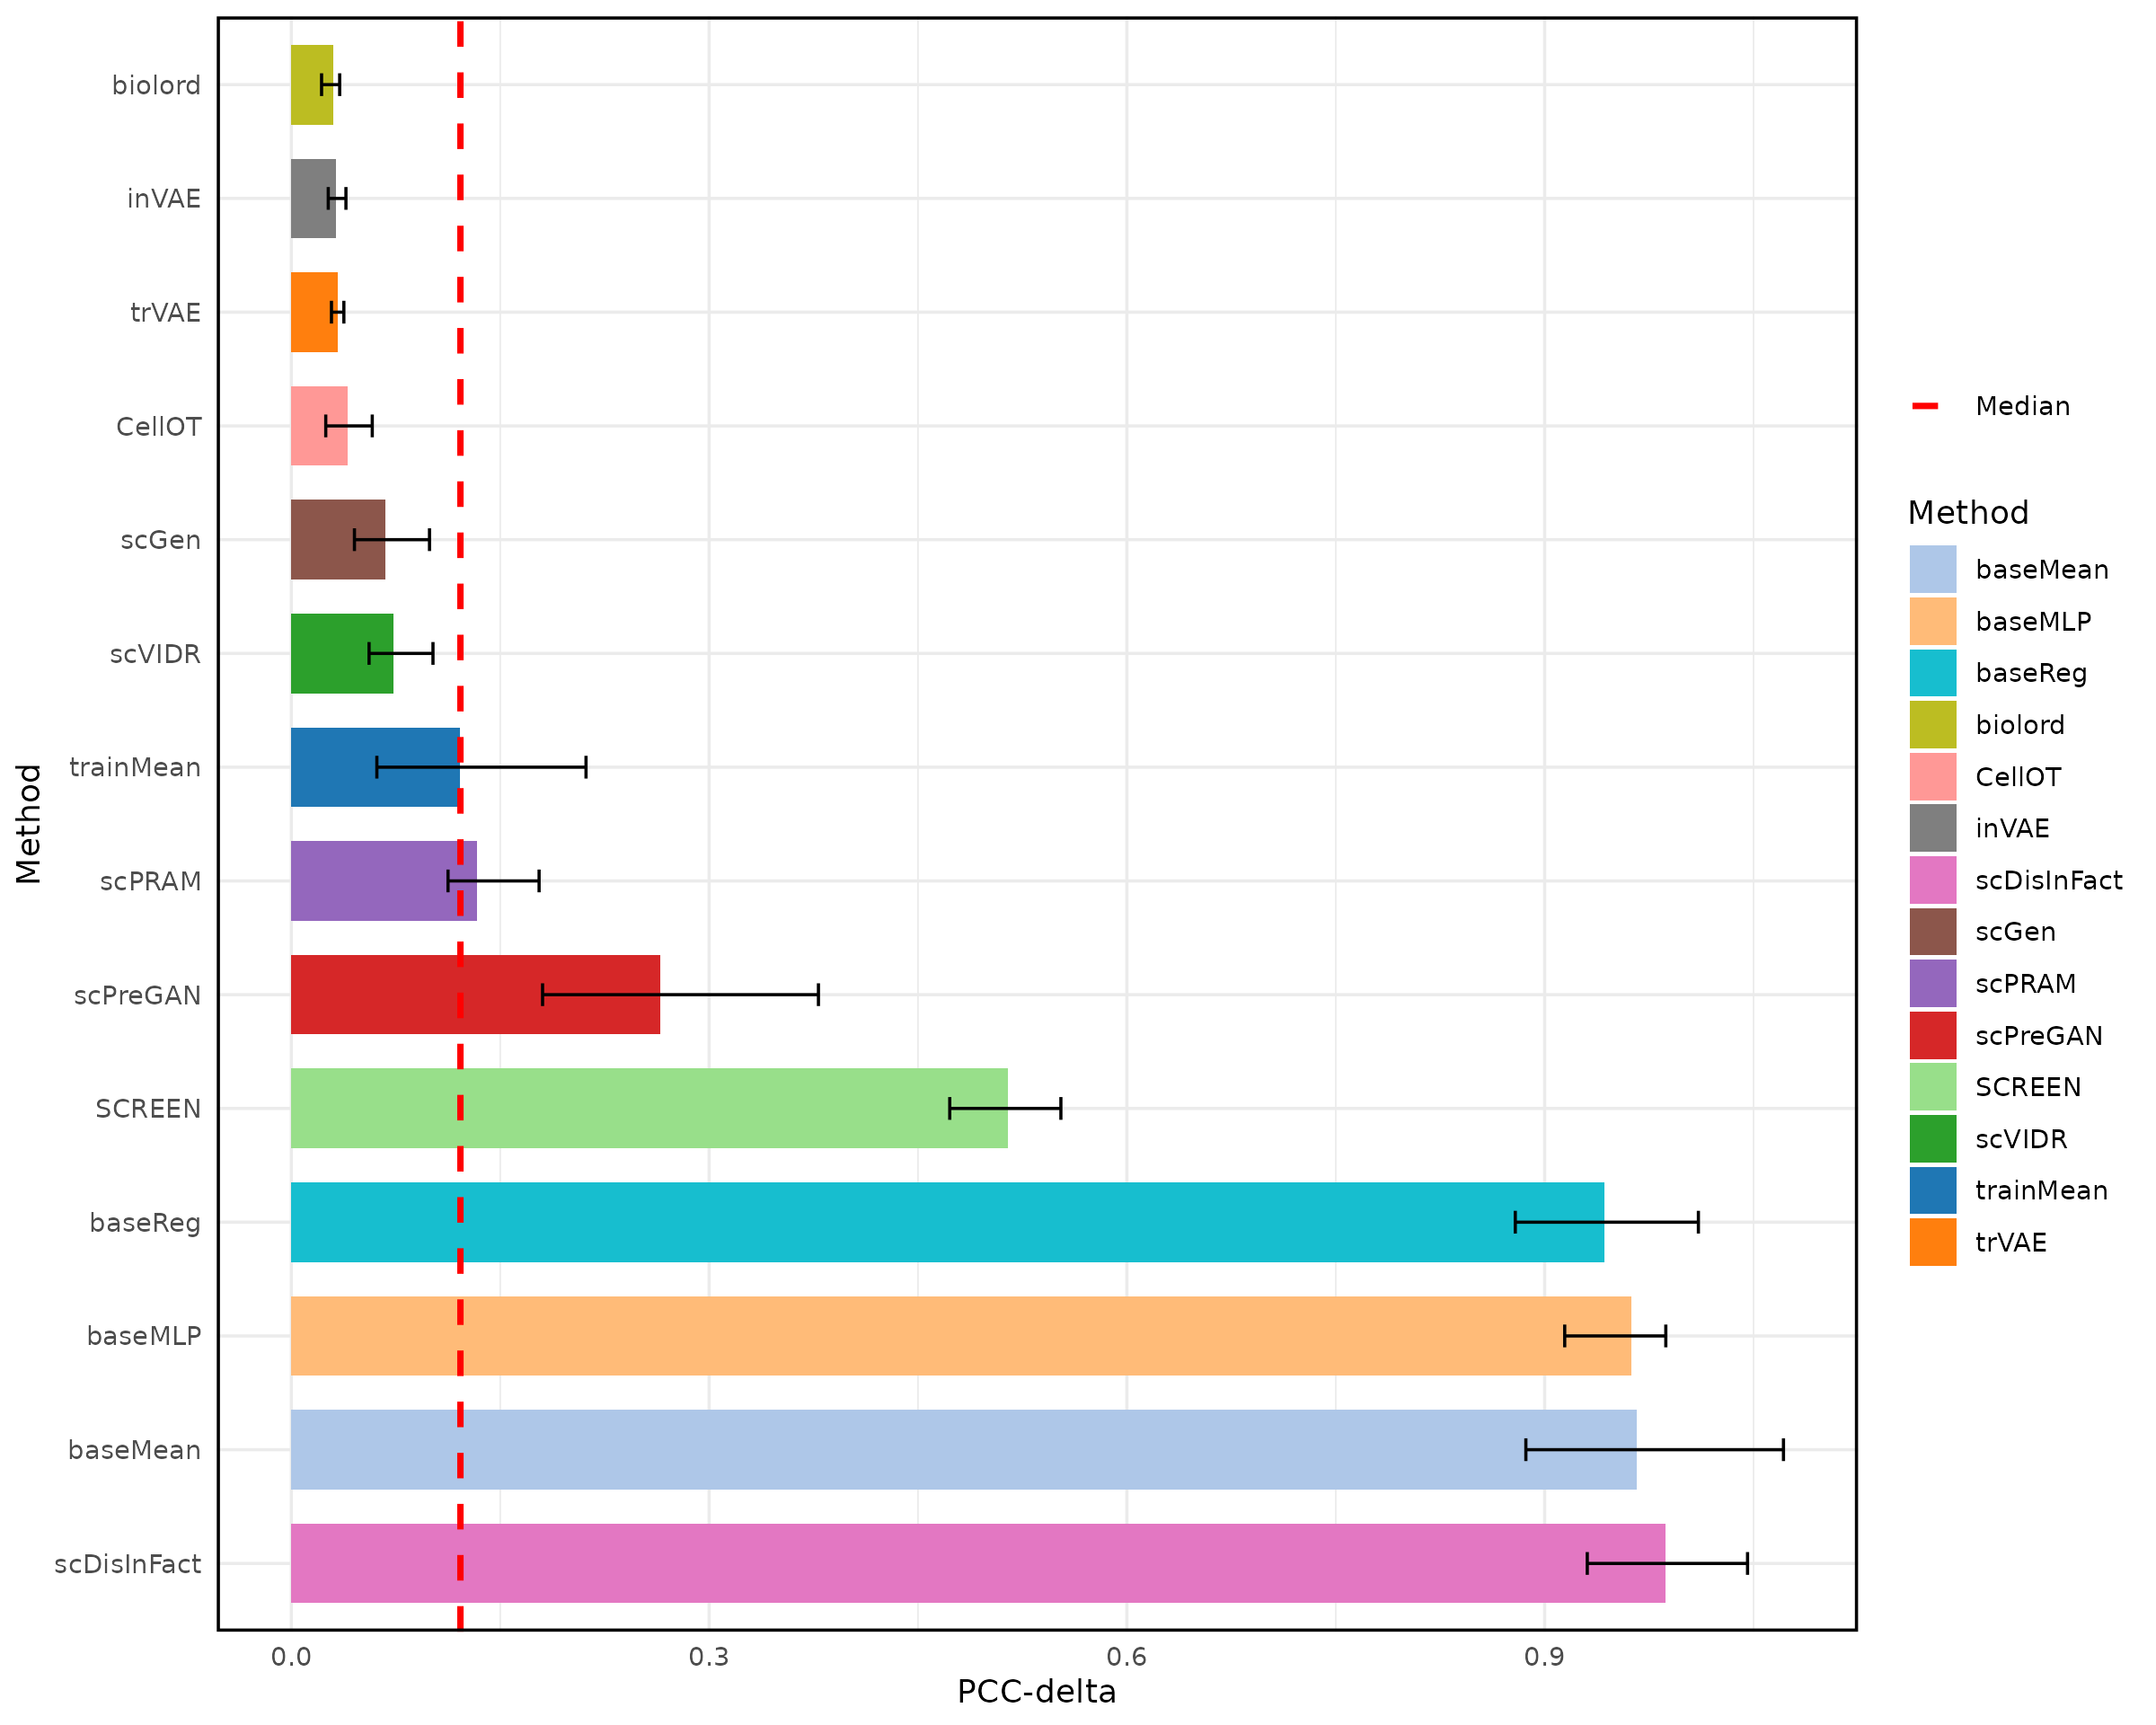 biolord
inVAE
trVAE
CellOT
scGen
scVIDR
trainMean
scPRAM
scPreGAN
SCREEN
baseReg
baseMLP
baseMean
scDisInFact
Method
0.0 0.3 0.6 0.9
PCC-delta
Median
Method
baseMean
baseMLP
baseReg
biolord
CellOT
inVAE
scDisInFact
scGen
scPRAM
scPreGAN
SCREEN
scVIDR
trainMean
trVAE